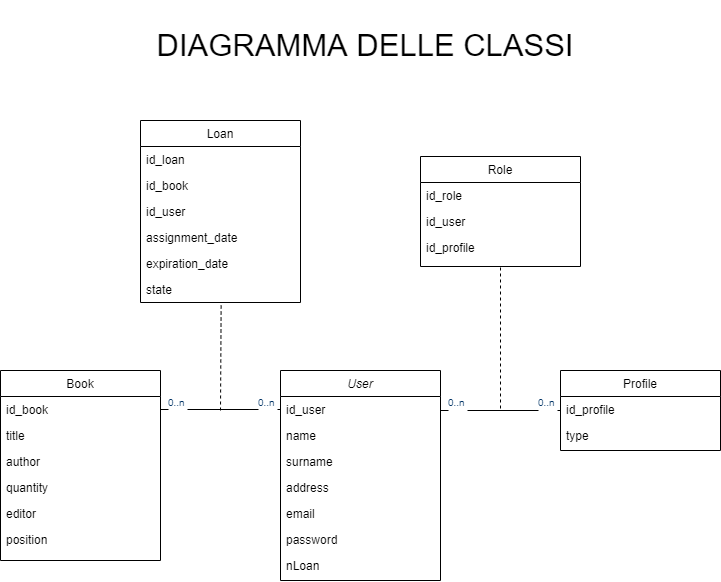 DIAGRAMMA DELLE CLASSI
Loan
id_loan
id_book
id_user
assignment_date
expiration_date
state
Role
id_role
id_user
id_profile
Book
id_book
title
author
quantity
editor
position
0..n
0..n
User
id_user
name
surname
address
email
password
nLoan
0..n
0..n
Profile
id_profile
type